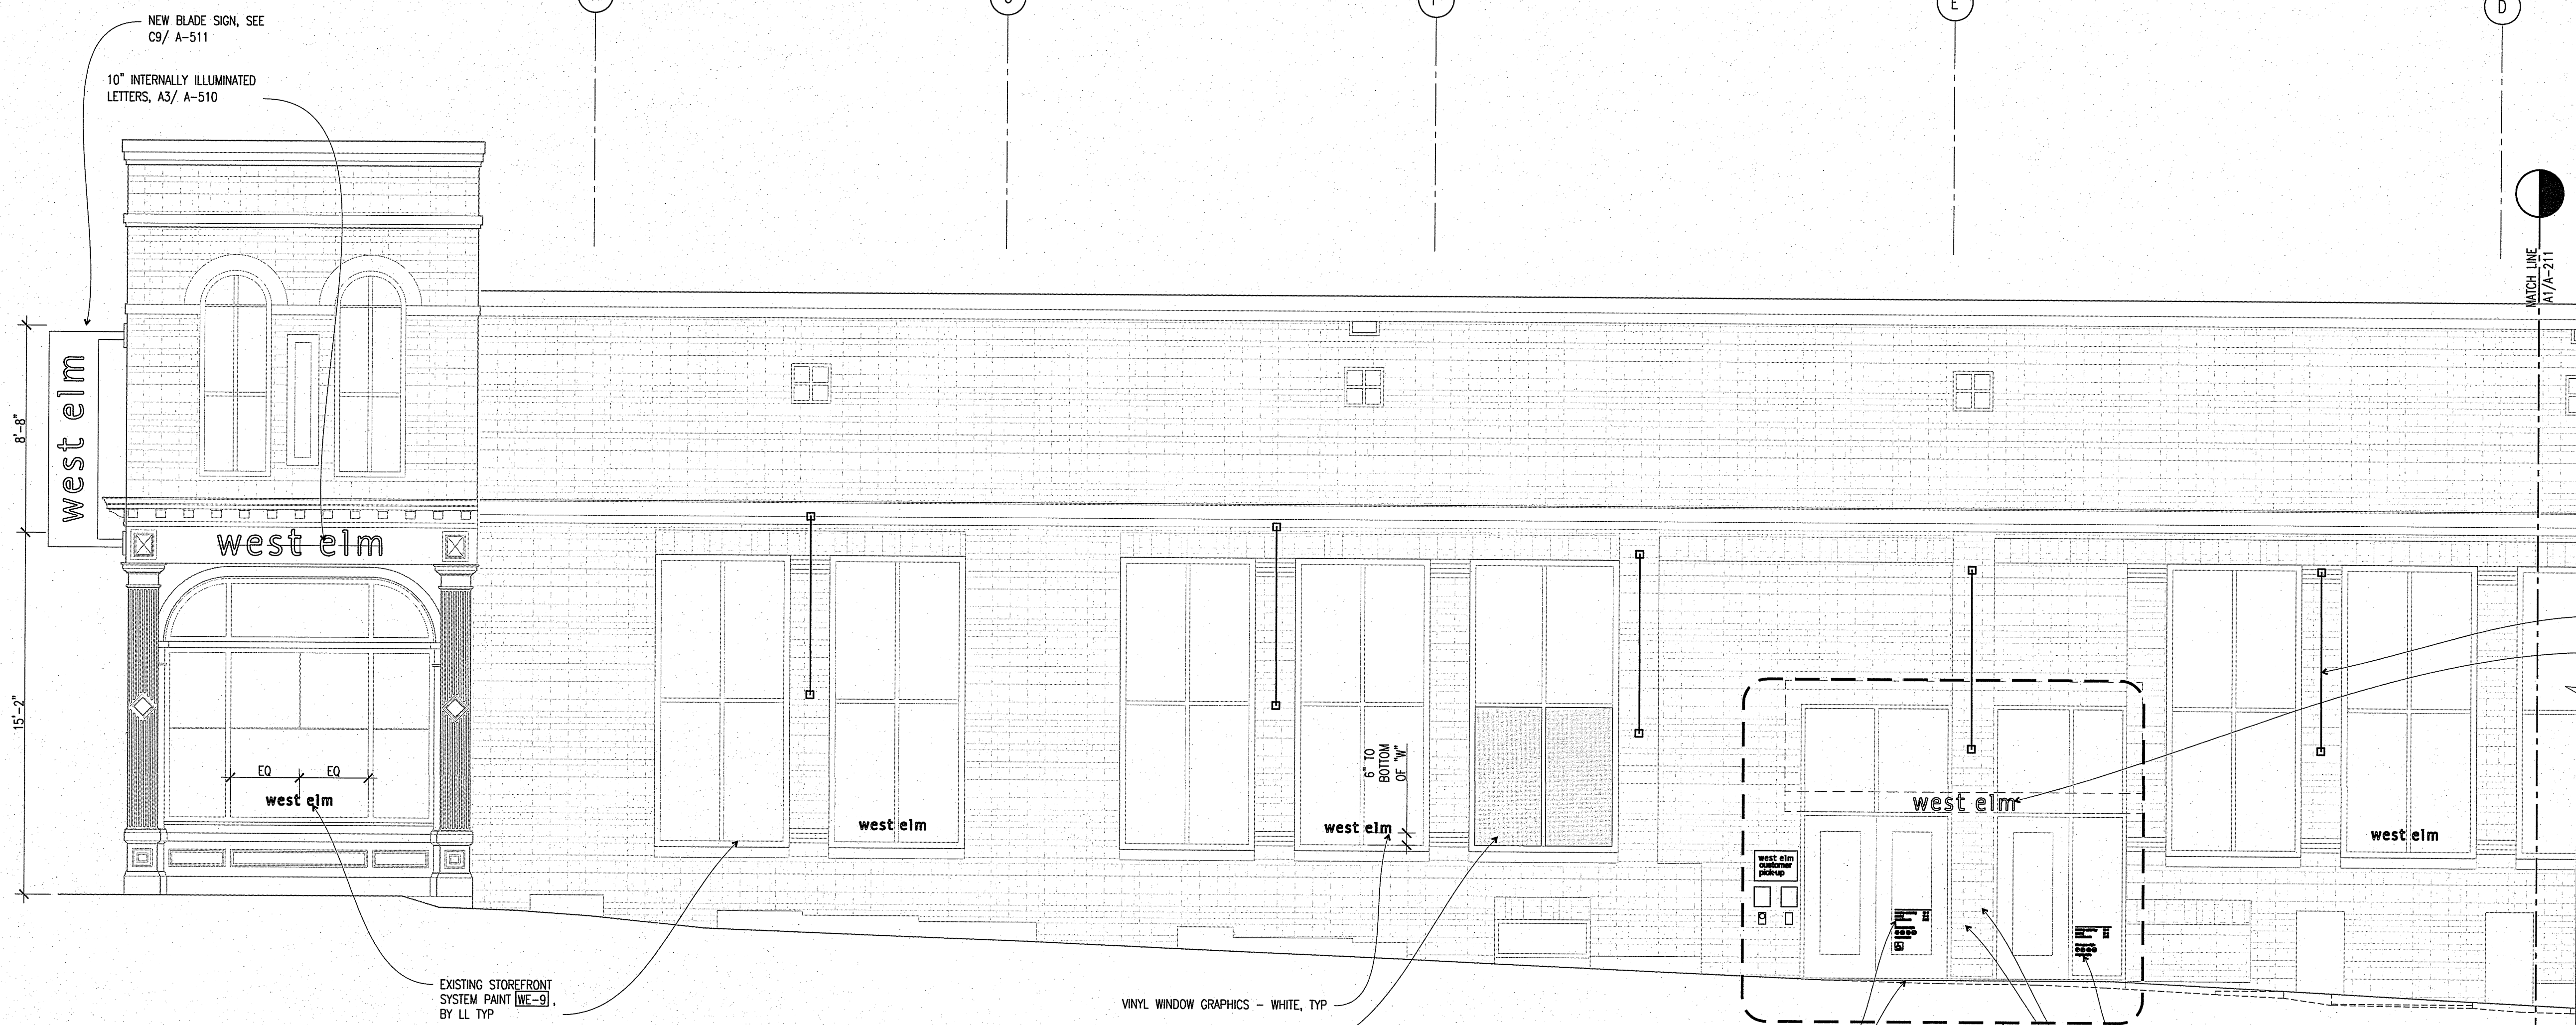 NEW BLADE SIGN, SEE
C9/ A-511
10" INTERNALLY ILLUMINATED
LETTERS, A3/ A-510
E
D
MATCH LINE
A1/A-211
8'-8"
west elm
west elm
15'-2"
EQ
EQ
west elm
west elm
6" TO
BOTTOM
OF "W"
west elm
west elm
west elm
west elm
customer
pick-up
EXISTING STOREFRONT
SYSTEM PAINT WE-9 ,
BY LL TYP
VINYL WINDOW GRAPHICS - WHITE, TYP